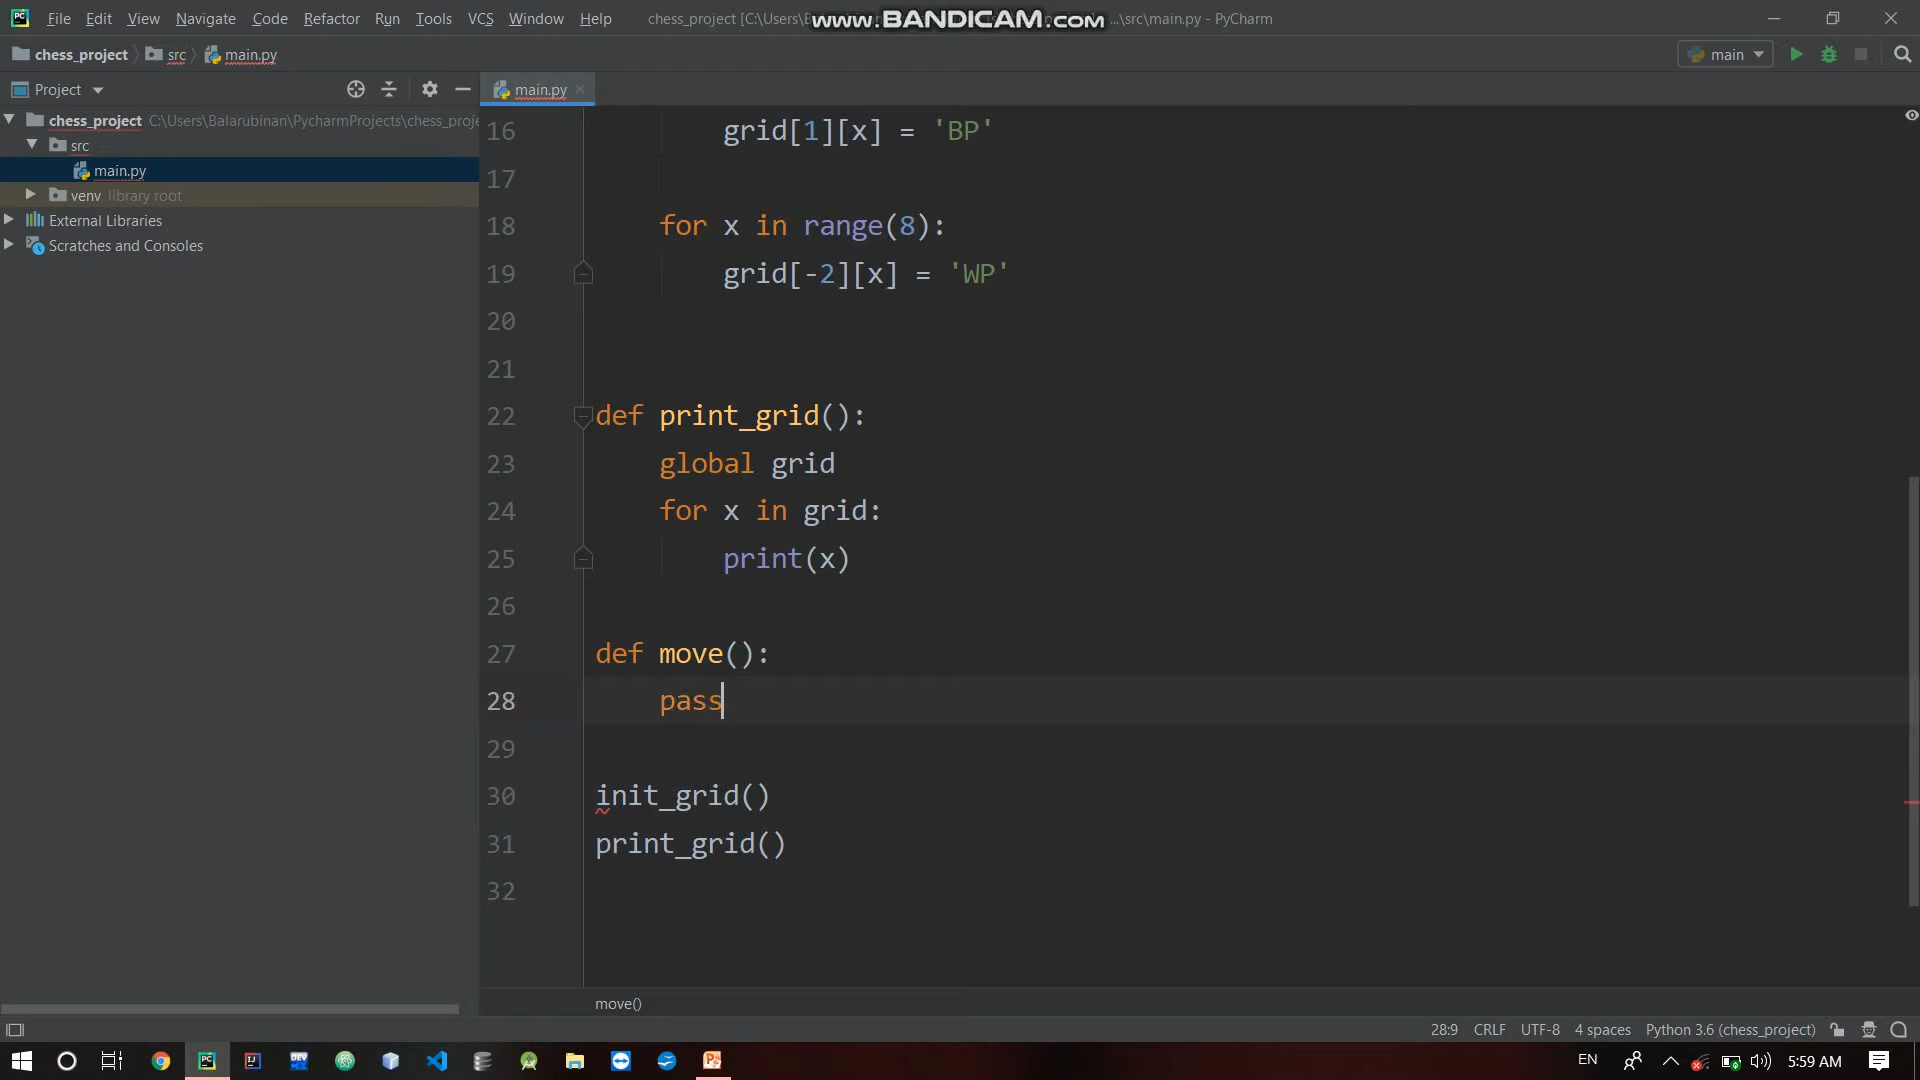 File Edit View Navigate Code Refactor Run Tools VCS Window Help chess_project [C:\Users\B ...\src\main.py - PyCharm
www.BANDICAM.com
chess_project src main.py main
Project main.py
chess_project C:\Users\Balarubinan\PycharmProjects\chess_proje
src
main.py
venv library root
External Libraries
Scratches and Consoles
16 grid[1][x] = 'BP'
17
18 for x in range(8):
19 grid[-2][x] = 'WP'
20
21
22 def print_grid():
23 global grid
24 for x in grid:
25 print(x)
26
27 def move():
28 pass
29
30 init_grid()
31 print_grid()
32
move()
28:9 CRLF UTF-8 4 spaces Python 3.6 (chess_project)
EN 5:59 AM